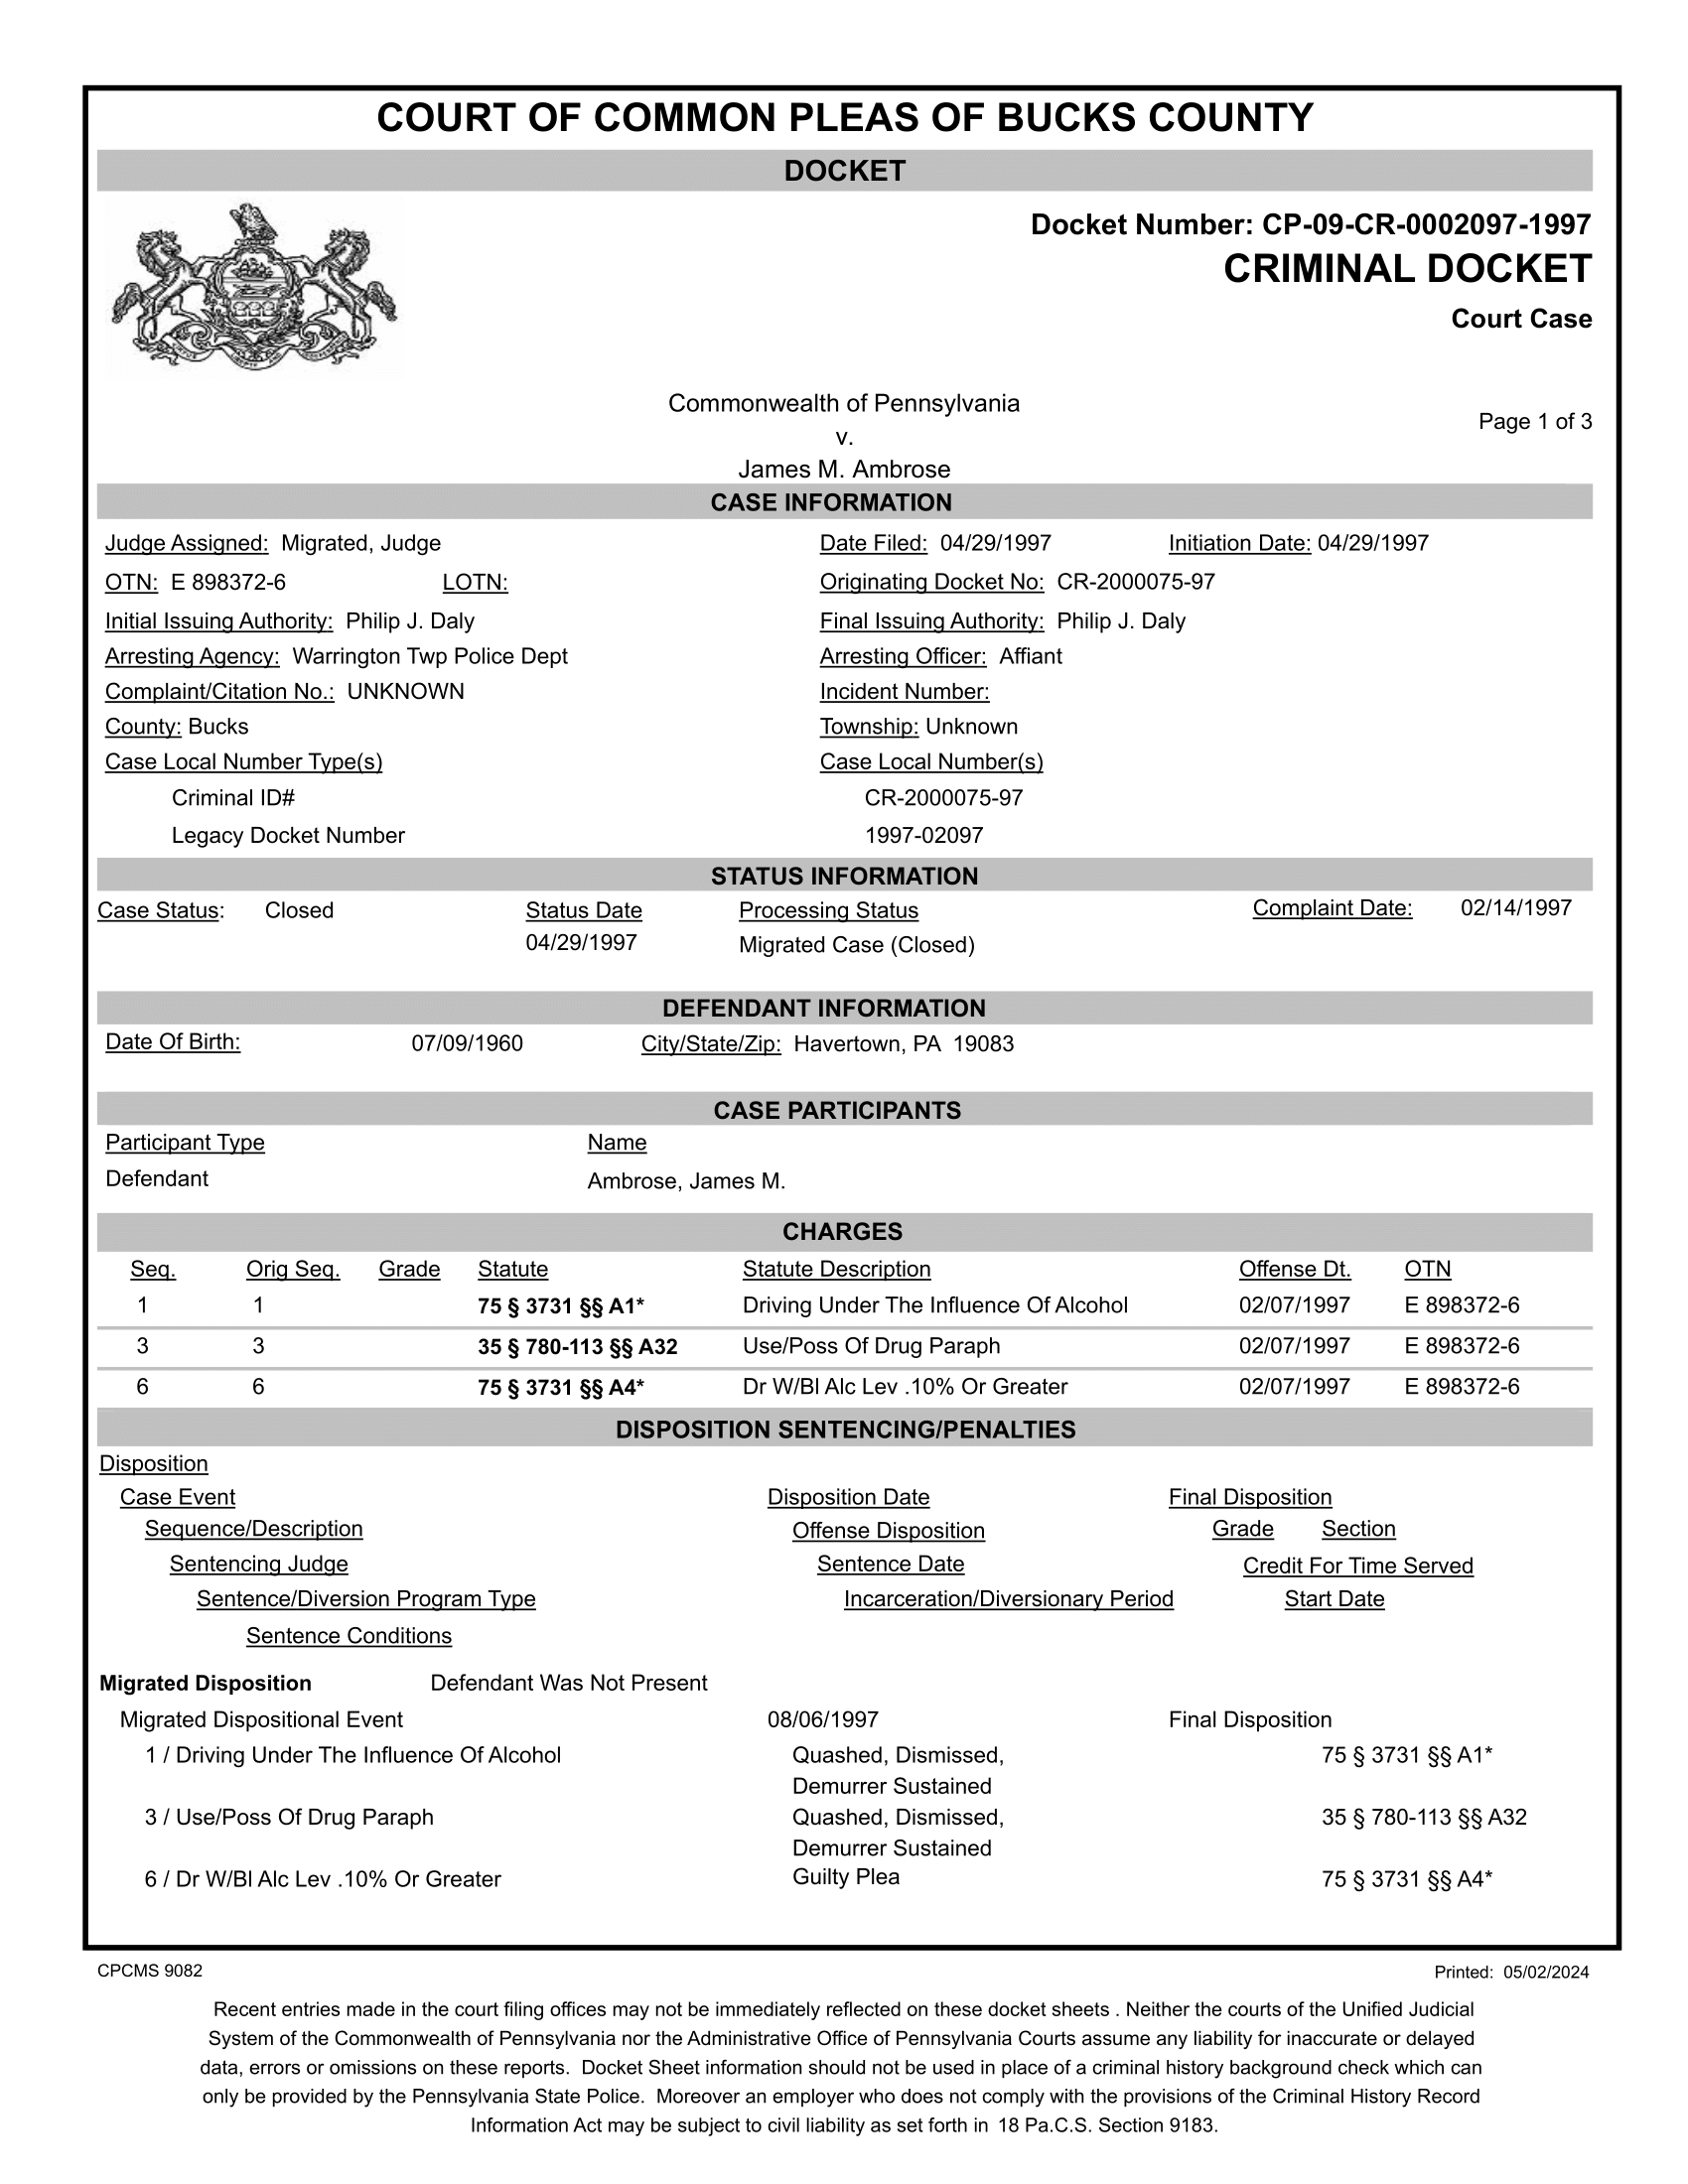 COURT OF COMMON PLEAS OF BUCKS COUNTY
DOCKET
Docket Number: CP-09-CR-0002097-1997
CRIMINAL DOCKET
Court Case
Commonwealth of Pennsylvania
Page 1 of 3
v.
James M. Ambrose
CASE INFORMATION
Judge Assigned: Migrated, Judge Date Filed: 04/29/1997 Initiation Date: 04/29/1997
OTN: E 898372-6 LOTN: Originating Docket No: CR-2000075-97
Initial Issuing Authority: Philip J. Daly Final Issuing Authority: Philip J. Daly
Arresting Agency: Warrington Twp Police Dept Arresting Officer: Affiant
Complaint/Citation No.: UNKNOWN Incident Number:
County: Bucks Township: Unknown
Case Local Number Type(s) Case Local Number(s)
Criminal ID# CR-2000075-97
Legacy Docket Number 1997-02097
STATUS INFORMATION
Case Status: Closed Status Date Processing Status Complaint Date: 02/14/1997
04/29/1997 Migrated Case (Closed)
DEFENDANT INFORMATION
Date Of Birth: 07/09/1960 City/State/Zip: Havertown, PA 19083
CASE PARTICIPANTS
Participant Type Name
Defendant Ambrose, James M.
CHARGES
Seq. Orig Seq. Grade Statute Statute Description Offense Dt. OTN
1 1 75 § 3731 §§ A1* Driving Under The Influence Of Alcohol 02/07/1997 E 898372-6
3 3 35 § 780-113 §§ A32 Use/Poss Of Drug Paraph 02/07/1997 E 898372-6
6 6 75 § 3731 §§ A4* Dr W/Bl Alc Lev .10% Or Greater 02/07/1997 E 898372-6
DISPOSITION SENTENCING/PENALTIES
Disposition
Case Event Disposition Date Final Disposition
Sequence/Description Offense Disposition Grade Section
Sentencing Judge Sentence Date Credit For Time Served
Sentence/Diversion Program Type Incarceration/Diversionary Period Start Date
Sentence Conditions
Migrated Disposition Defendant Was Not Present
Migrated Dispositional Event 08/06/1997 Final Disposition
1 / Driving Under The Influence Of Alcohol Quashed, Dismissed, 75 § 3731 §§ A1*
Demurrer Sustained
3 / Use/Poss Of Drug Paraph Quashed, Dismissed, 35 § 780-113 §§ A32
Demurrer Sustained
6 / Dr W/Bl Alc Lev .10% Or Greater Guilty Plea 75 § 3731 §§ A4*
CPCMS 9082 Printed: 05/02/2024
Recent entries made in the court filing offices may not be immediately reflected on these docket sheets . Neither the courts of the Unified Judicial
System of the Commonwealth of Pennsylvania nor the Administrative Office of Pennsylvania Courts assume any liability for inaccurate or delayed
data, errors or omissions on these reports. Docket Sheet information should not be used in place of a criminal history background check which can
only be provided by the Pennsylvania State Police. Moreover an employer who does not comply with the provisions of the Criminal History Record
Information Act may be subject to civil liability as set forth in 18 Pa.C.S. Section 9183.